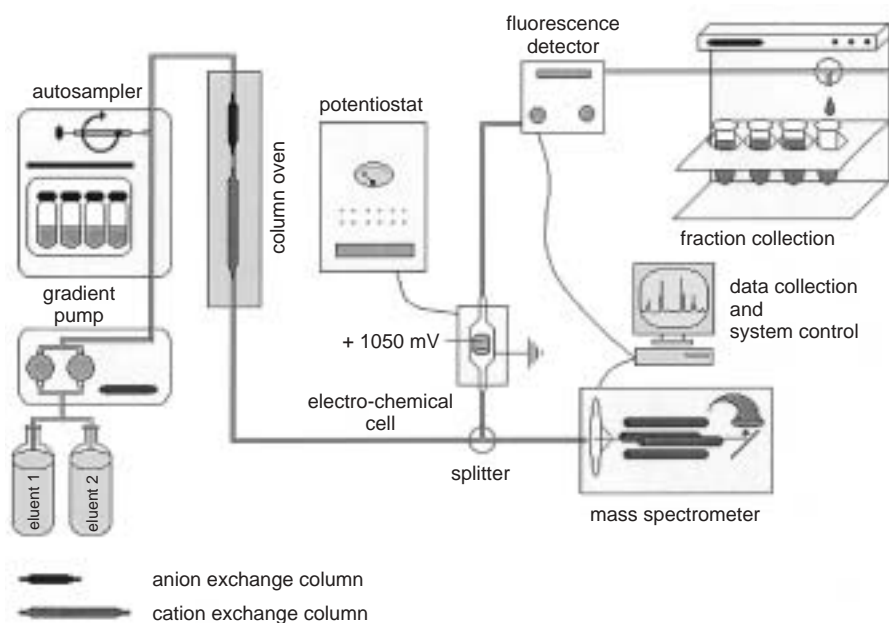 fluorescence
detector
autosampler
potentiostat
column oven
fraction collection
gradient
pump
data collection
and
system control
+ 1050 mV
electro-chemical
cell
splitter
eluent 1
eluent 2
mass spectrometer
anion exchange column
cation exchange column